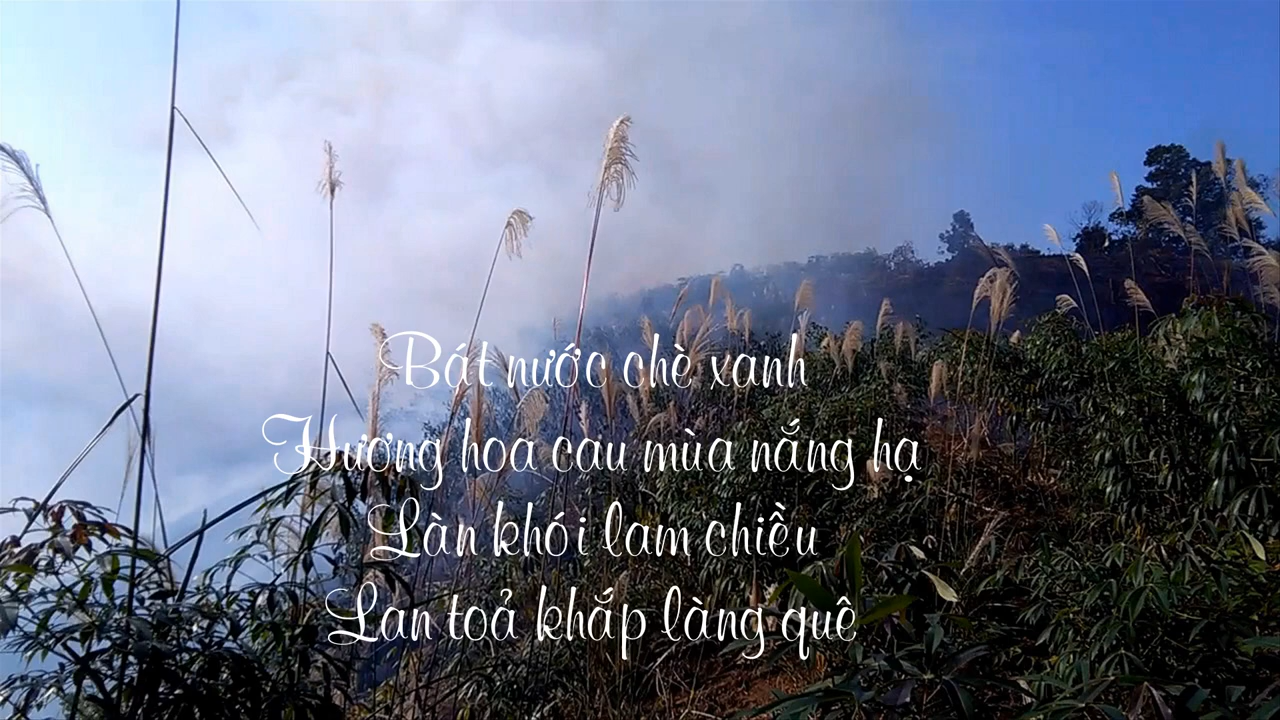 Bát nước chè xanh
Hương hoa cau mùa nắng hạ
Làn khói lam chiều
Lan toả khắp làng quê